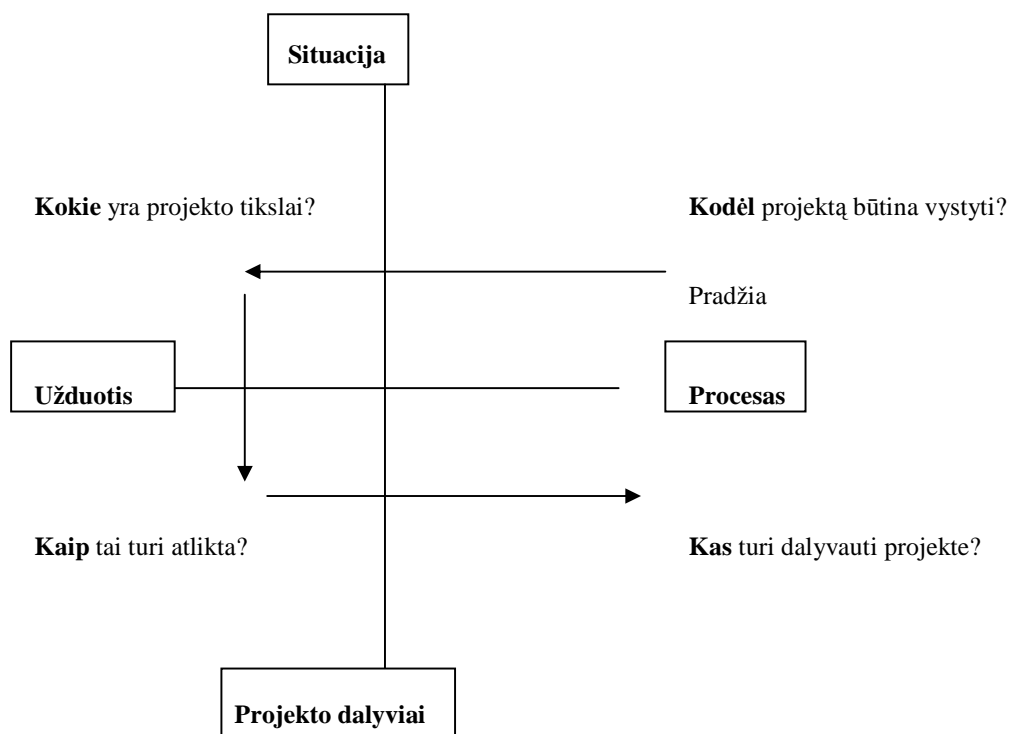 Situacija
Kokie yra projekto tikslai?
Kodėl projektą būtina vystyti?
Pradžia
Užduotis
Procesas
Kaip tai turi atlikta?
Kas turi dalyvauti projekte?
Projekto dalyviai